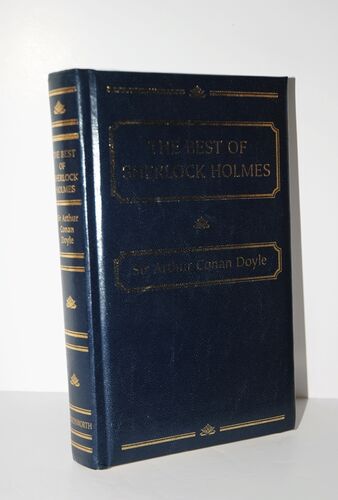 THE BEST
OF
SHERLOCK
HOLMES
Sir Arthur
Conan
Doyle
THE BEST OF
SHERLOCK HOLMES
Sir Arthur Conan Doyle